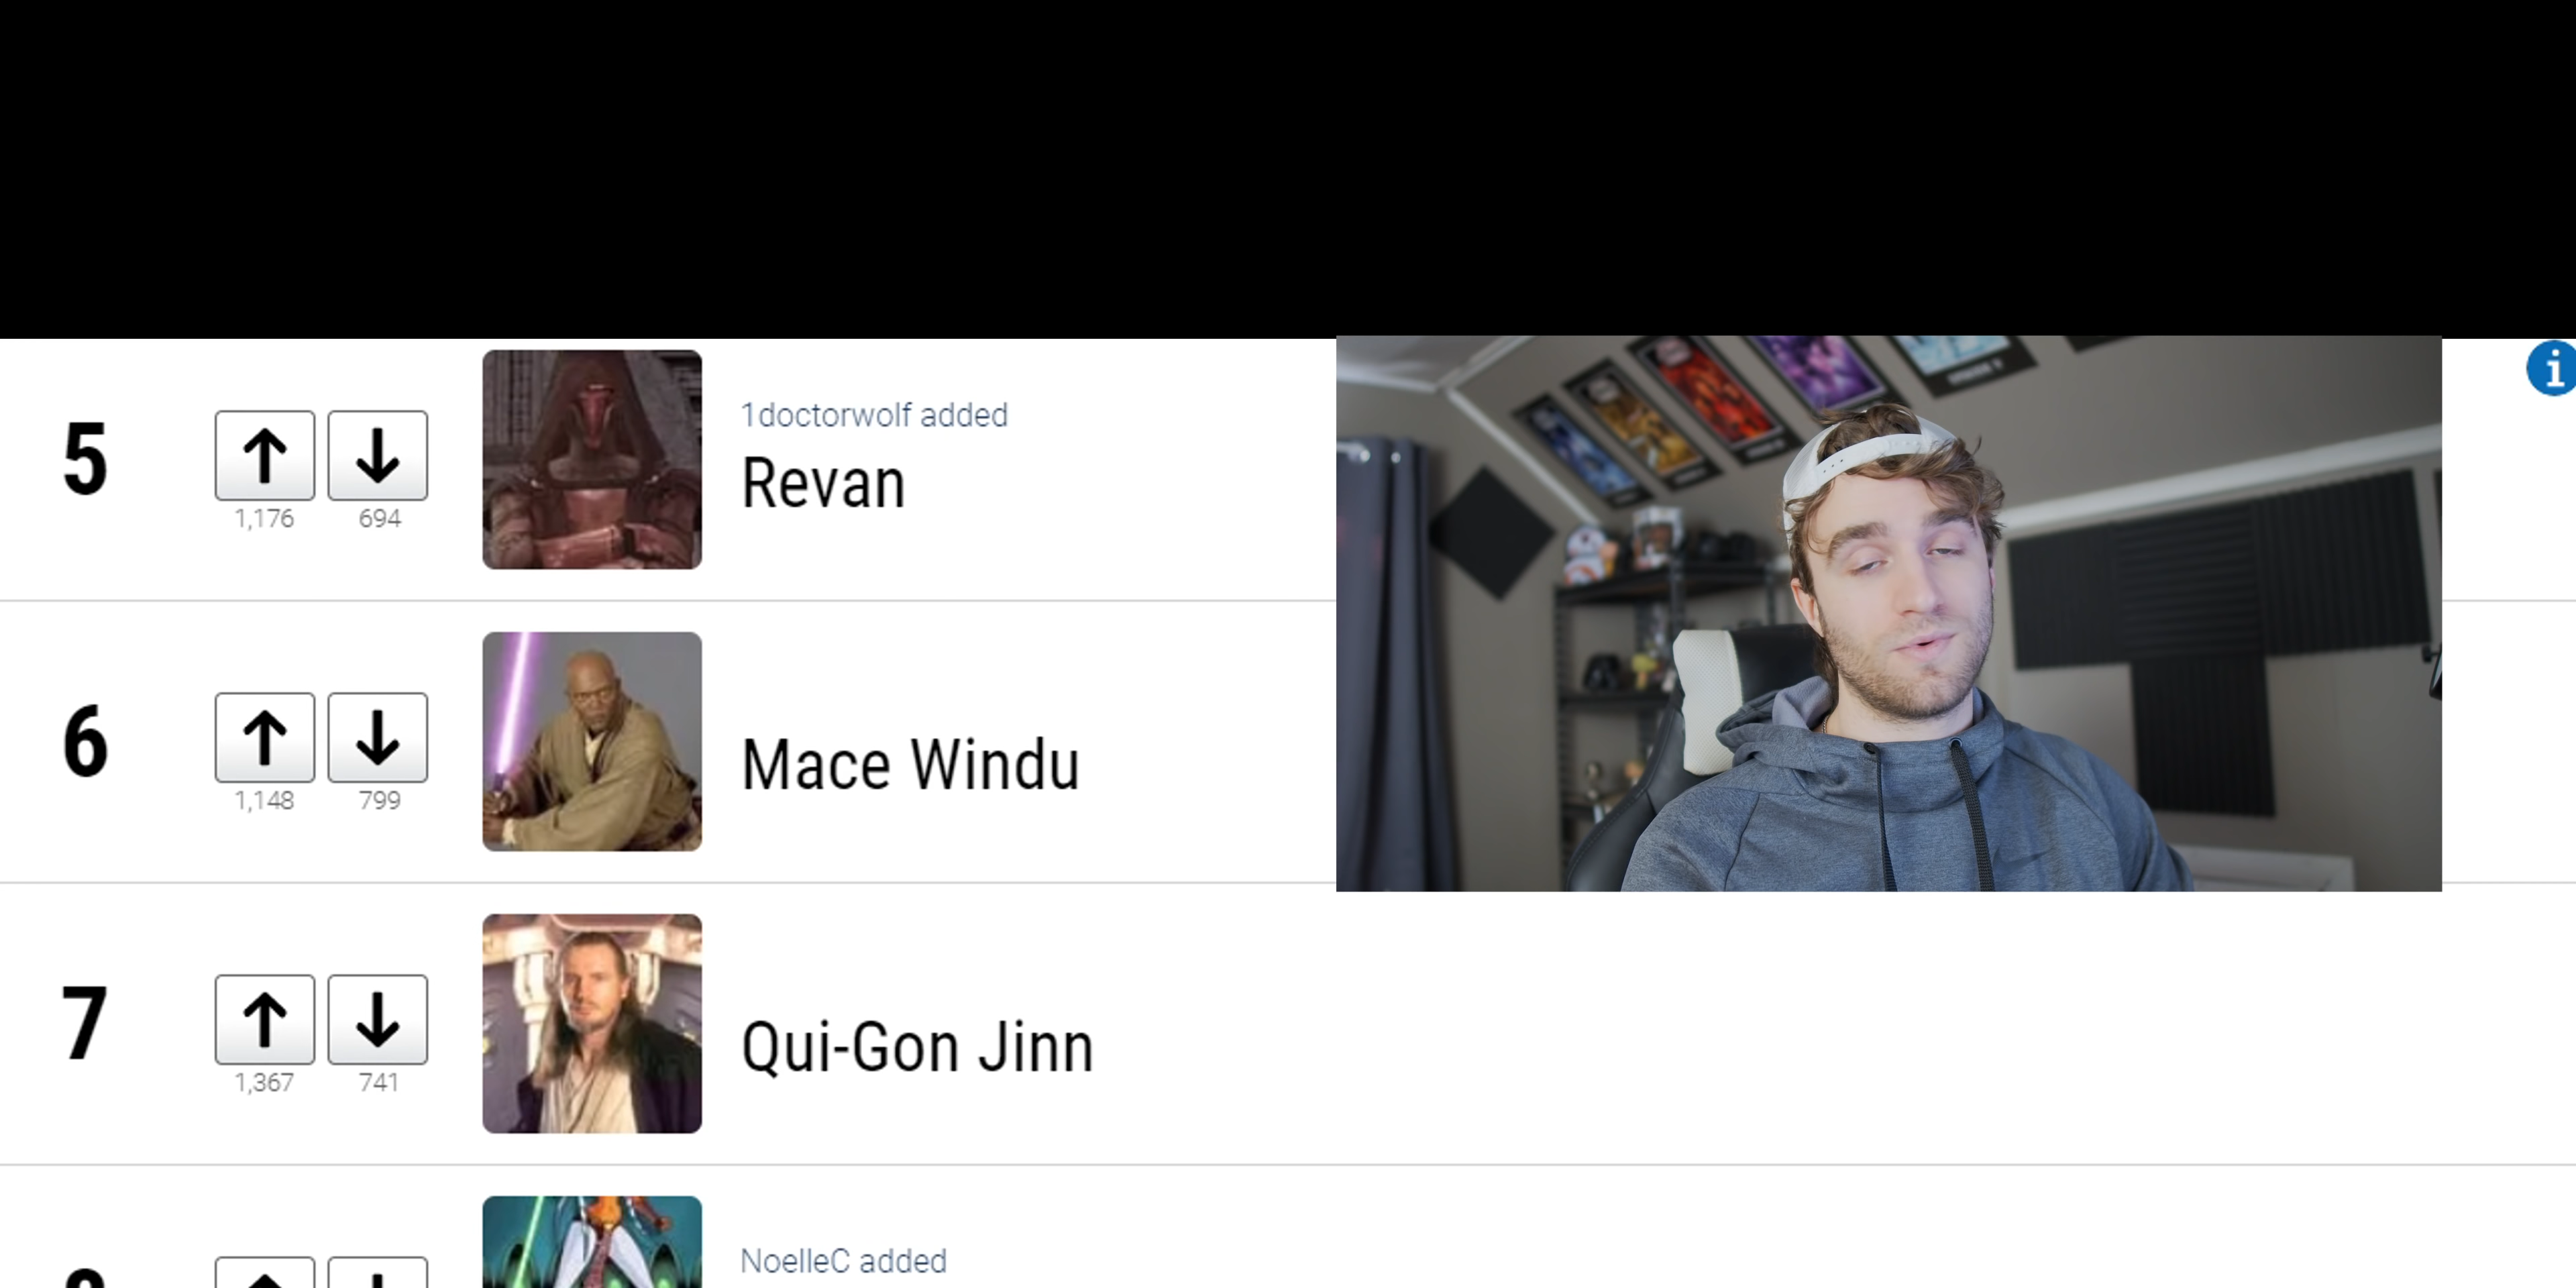 5
1,176
694
1doctorwolf added
Revan
6
1,148
799
Mace Windu
7
1,367
741
Qui-Gon Jinn
NoelleC added